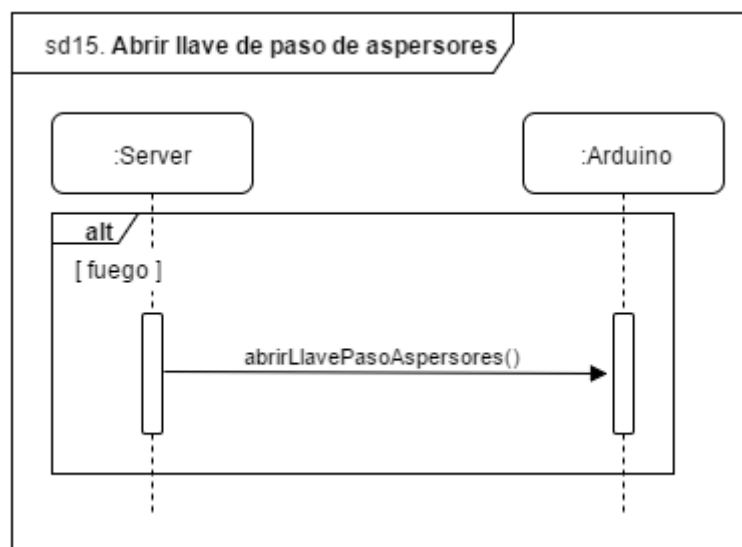 sd15. Abrir llave de paso de aspersores
:Server
:Arduino
alt
[ fuego ]
abrirLlavePasoAspersores()